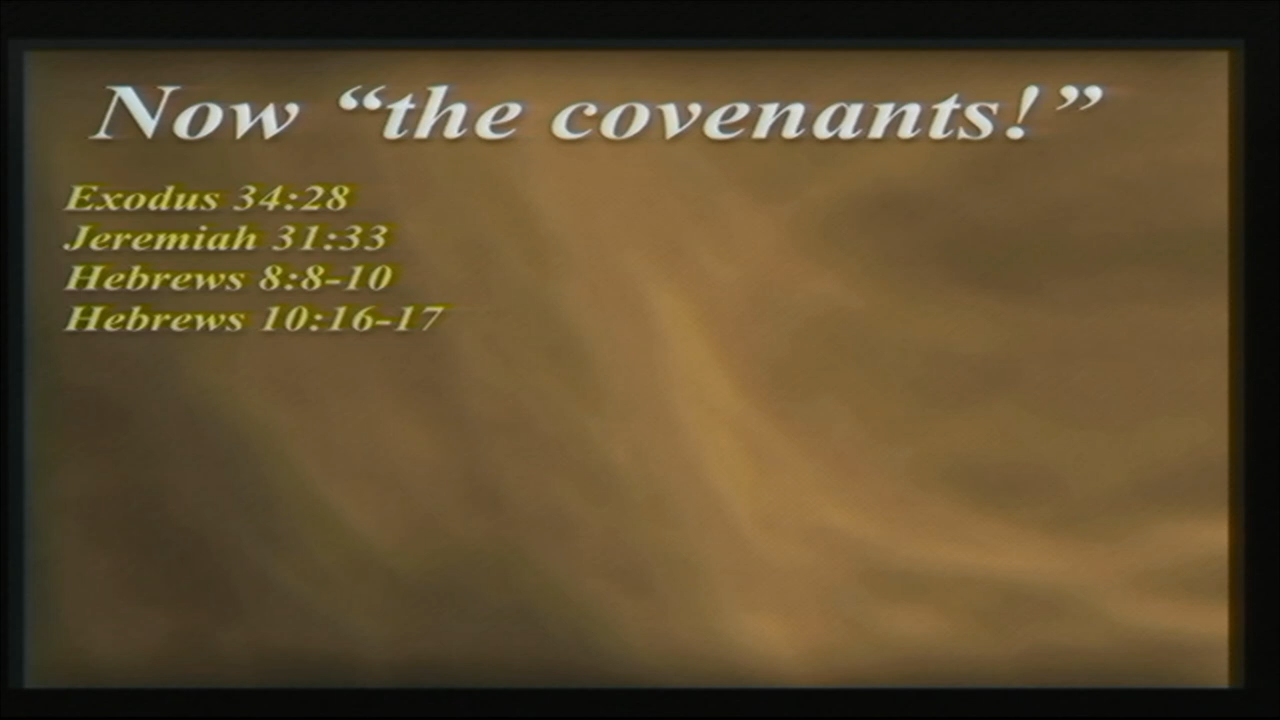 Now “the covenants!”
Exodus 34:28
Jeremiah 31:33
Hebrews 8:8-10
Hebrews 10:16-17